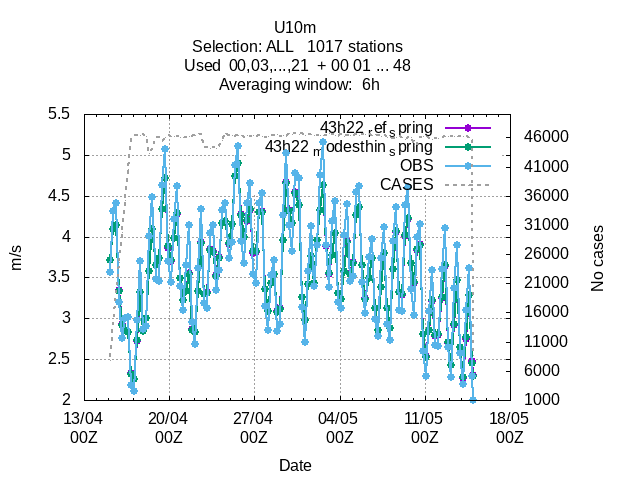 U10m
Selection: ALL   1017 stations
Used  00,03,...,21  + 00 01 ... 48
Averaging window:  6h
43h22_ref_spring
43h22_modesthin_spring
OBS
CASES
5.5
5
4.5
4
3.5
3
2.5
2
m/s
46000
41000
36000
31000
26000
21000
16000
11000
6000
1000
No cases
13/04 00Z
20/04 00Z
27/04 00Z
04/05 00Z
11/05 00Z
18/05 00Z
Date